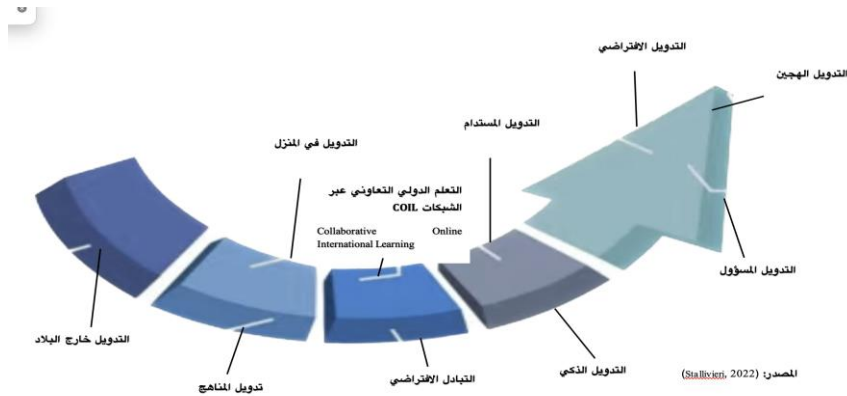 التدويل الافتراضي
التدويل الهجين
التدويل المستدام
التدويل في المنزل
التعلم الدولي التعاوني عبر
الشبكات COIL
Collaborative Online
International Learning
التدويل المسؤول
التدويل خارج البلاد
التدويل الذكي
التبادل الافتراضي
تدويل المناهج
المصدر: (Stallivieri, 2022)